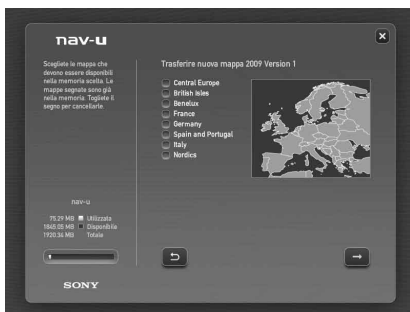 nav-u
Scegliete le mappa che
devono essere disponibili
nella memoria scelta. Le
mappe segnate sono già
nella memoria. Togliete il
segno per cancellarle.
Trasferire nuova mappa 2009 Version 1
Central Europe
British Isles
Benelux
France
Germany
Spain and Portugal
Italy
Nordics
nav-u
75.29 MB Utilizzata
1845.05 MB Disponibile
1920.34 MB Totale
SONY